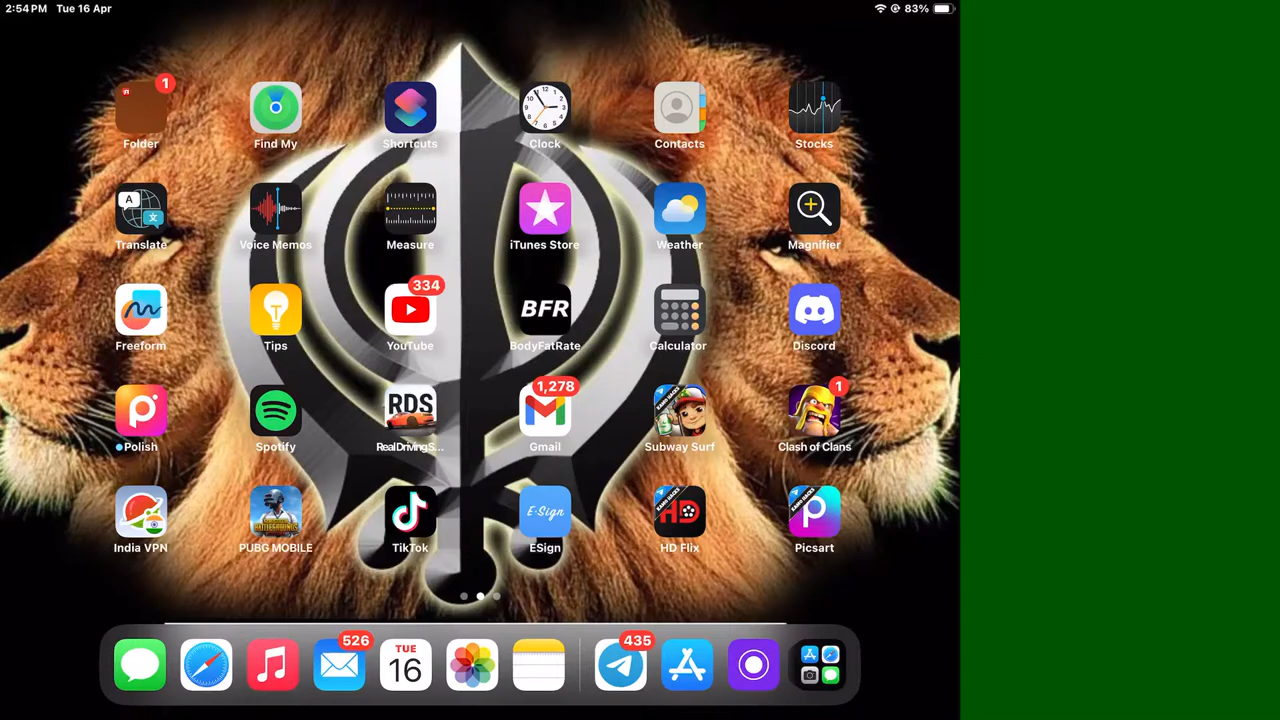 2:54 PM Tue 16 Apr 83%
1
Folder Find My Shortcuts Clock Contacts Stocks
A 文
Translate Voice Memos Measure iTunes Store Weather Magnifier
334
BFR
Freeform Tips YouTube BodyFatRate Calculator Discord
1,278 1
RDS
Polish Spotify RealDrivingS... Gmail Subway Surf Clash of Clans
E·Sign HD
India VPN PUBG MOBILE TikTok ESign HD Flix Picsart
526 435
TUE
16